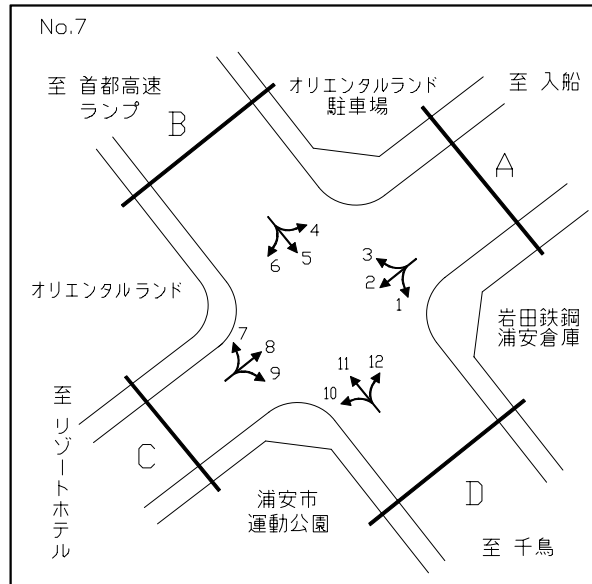 No.7
至 首都高速
ランプ
B
オリエンタルランド
駐車場
至 入船
A
4
5
6
3
2
1
オリエンタルランド
岩田鉄鋼
浦安倉庫
7
8
9
11
12
10
至 リゾートホテル
C
浦安市
運動公園
D
至 千鳥